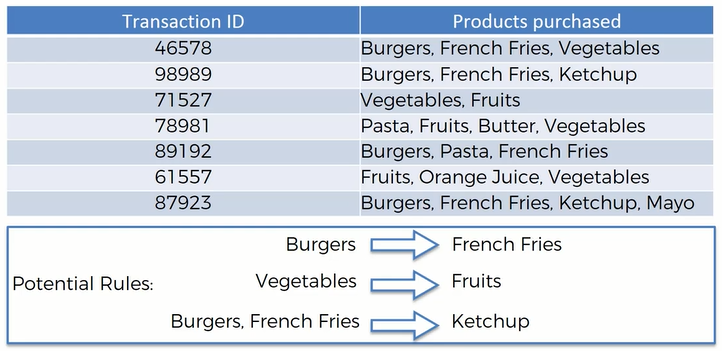 Transaction ID Products purchased
46578 Burgers, French Fries, Vegetables
98989 Burgers, French Fries, Ketchup
71527 Vegetables, Fruits
78981 Pasta, Fruits, Butter, Vegetables
89192 Burgers, Pasta, French Fries
61557 Fruits, Orange Juice, Vegetables
87923 Burgers, French Fries, Ketchup, Mayo
Burgers French Fries
Potential Rules: Vegetables Fruits
Burgers, French Fries Ketchup